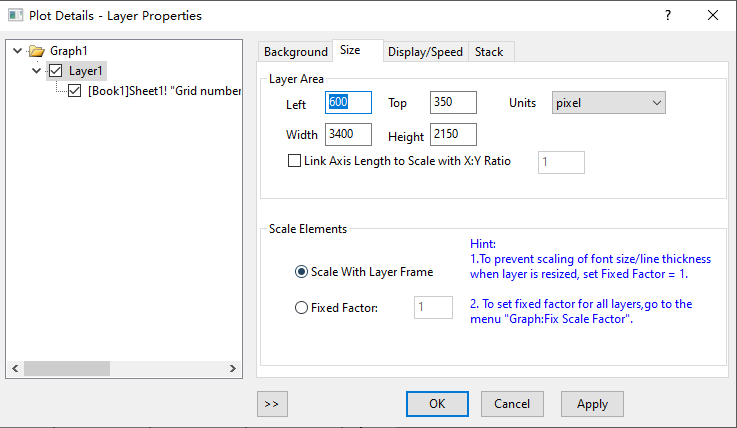 Plot Details - Layer Properties
?
Graph1
Layer1
[Book1]Sheet1! "Grid number
Background
Size
Display/Speed
Stack
Layer Area
Left 600 Top 350 Units pixel
Width 3400 Height 2150
Link Axis Length to Scale with X:Y Ratio 1
Scale Elements
Scale With Layer Frame
Fixed Factor: 1
Hint:
1.To prevent scaling of font size/line thickness
when layer is resized, set Fixed Factor = 1.
2. To set fixed factor for all layers,go to the
menu "Graph:Fix Scale Factor".
>>
OK
Cancel
Apply